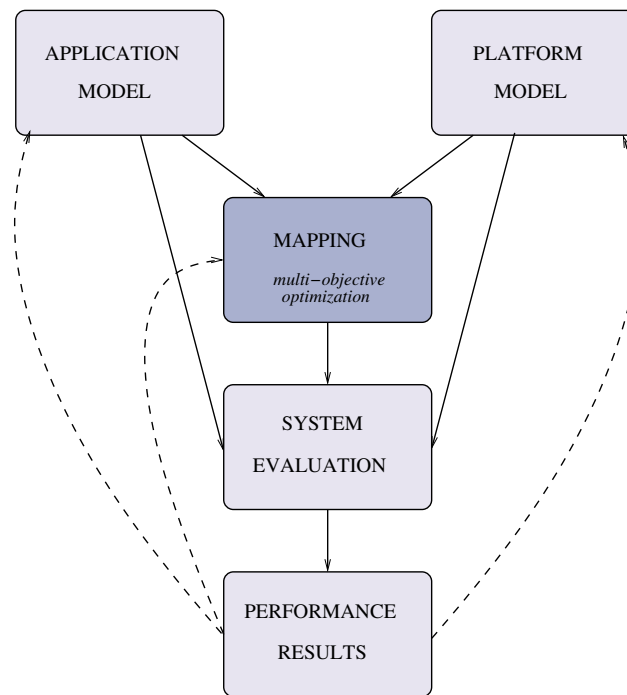 APPLICATION
MODEL
PLATFORM
MODEL
MAPPING
multi−objective
optimization
SYSTEM
EVALUATION
PERFORMANCE
RESULTS